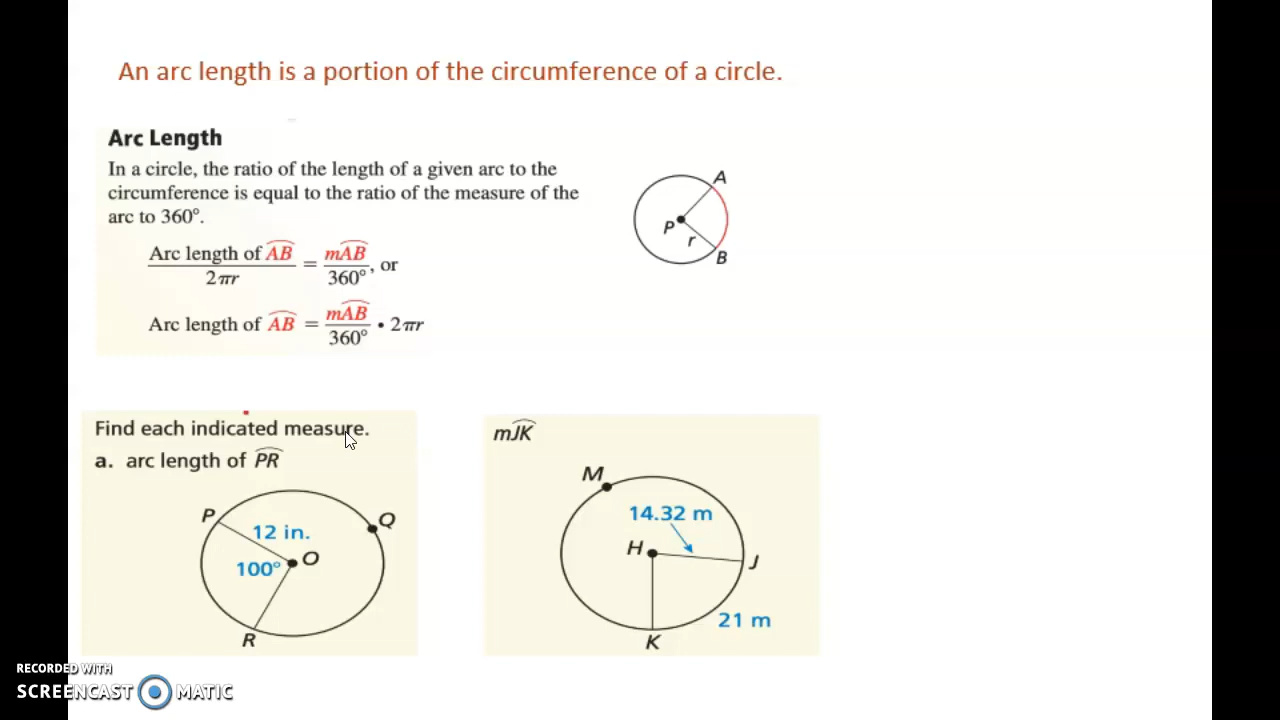 An arc length is a portion of the circumference of a circle.
Arc Length
In a circle, the ratio of the length of a given arc to the
circumference is equal to the ratio of the measure of the
arc to 360°.
Arc length of AB / 2πr = mAB / 360°, or
Arc length of AB = mAB / 360° • 2πr
A
P
r
B
Find each indicated measure.
a. arc length of PR
P
Q
12 in.
O
100°
R
mJK
M
14.32 m
H
J
21 m
K
RECORDED WITH
SCREENCAST MATIC